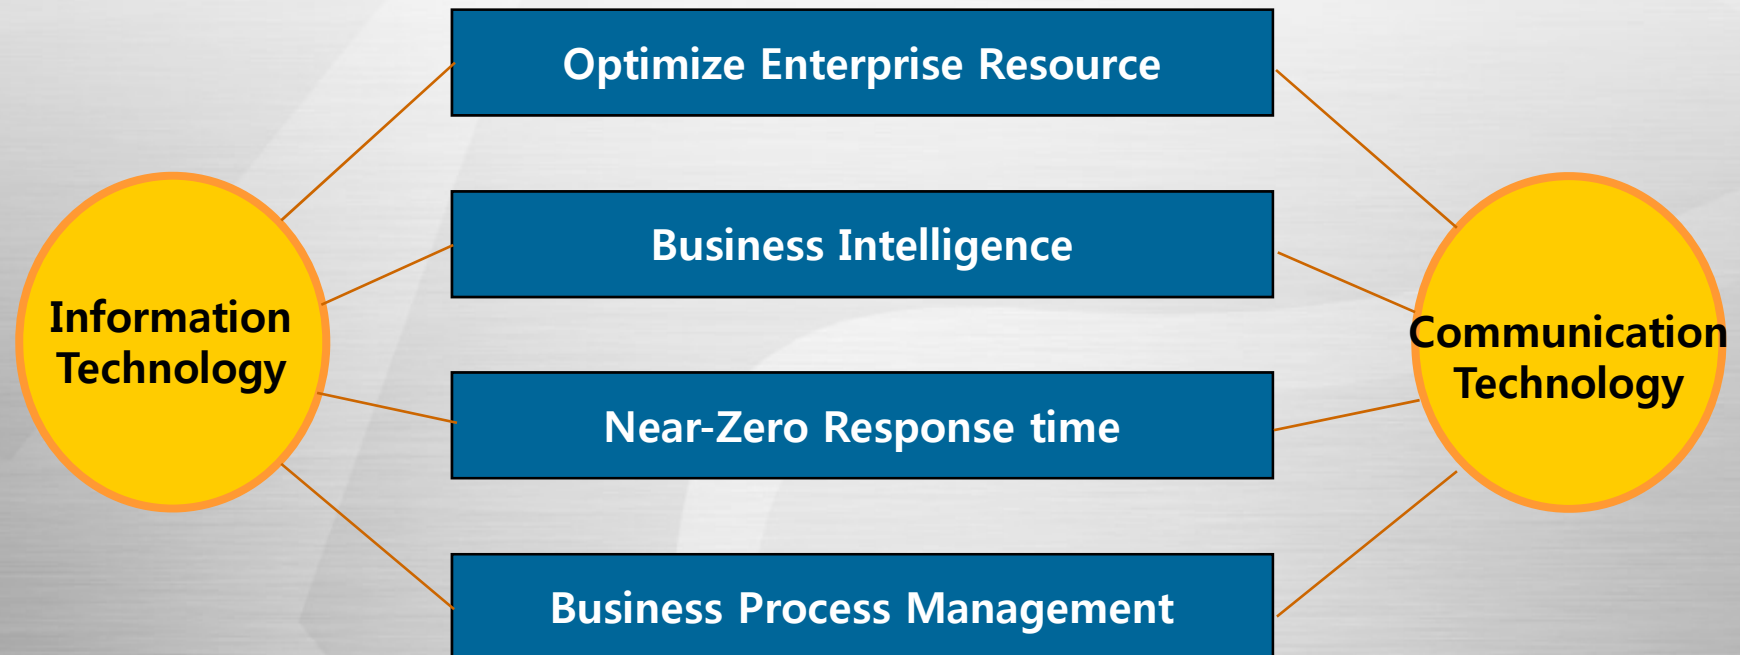 Optimize Enterprise Resource
Business Intelligence
Information
Technology
Communication
Technology
Near-Zero Response time
Business Process Management